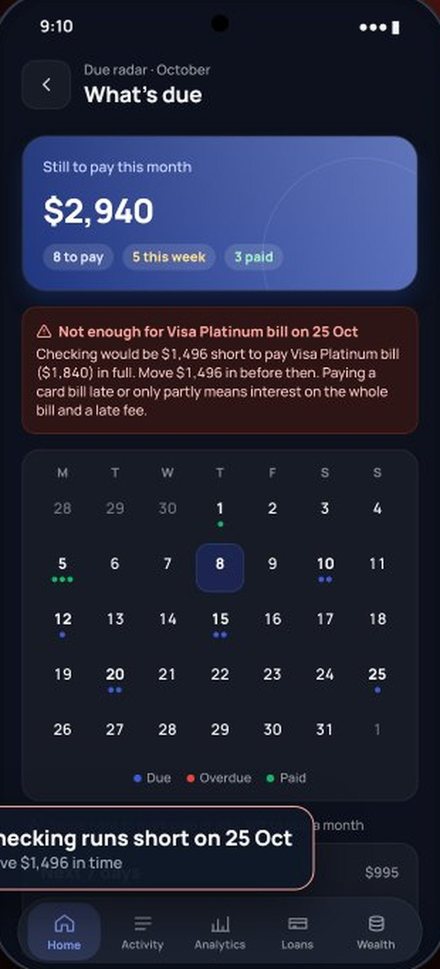 9:10
Due radar · October
What's due
Still to pay this month
$2,940
8 to pay 5 this week 3 paid
Not enough for Visa Platinum bill on 25 Oct
Checking would be $1,496 short to pay Visa Platinum bill
($1,840) in full. Move $1,496 in before then. Paying a
card bill late or only partly means interest on the whole
bill and a late fee.
M T W T F S S
28 29 30 1 2 3 4
5 6 7 8 9 10 11
12 13 14 15 16 17 18
19 20 21 22 23 24 25
26 27 28 29 30 31 1
Due Overdue Paid
a month
hecking runs short on 25 Oct
ve $1,496 in time
Next 7 days $995
Home Activity Analytics Loans Wealth